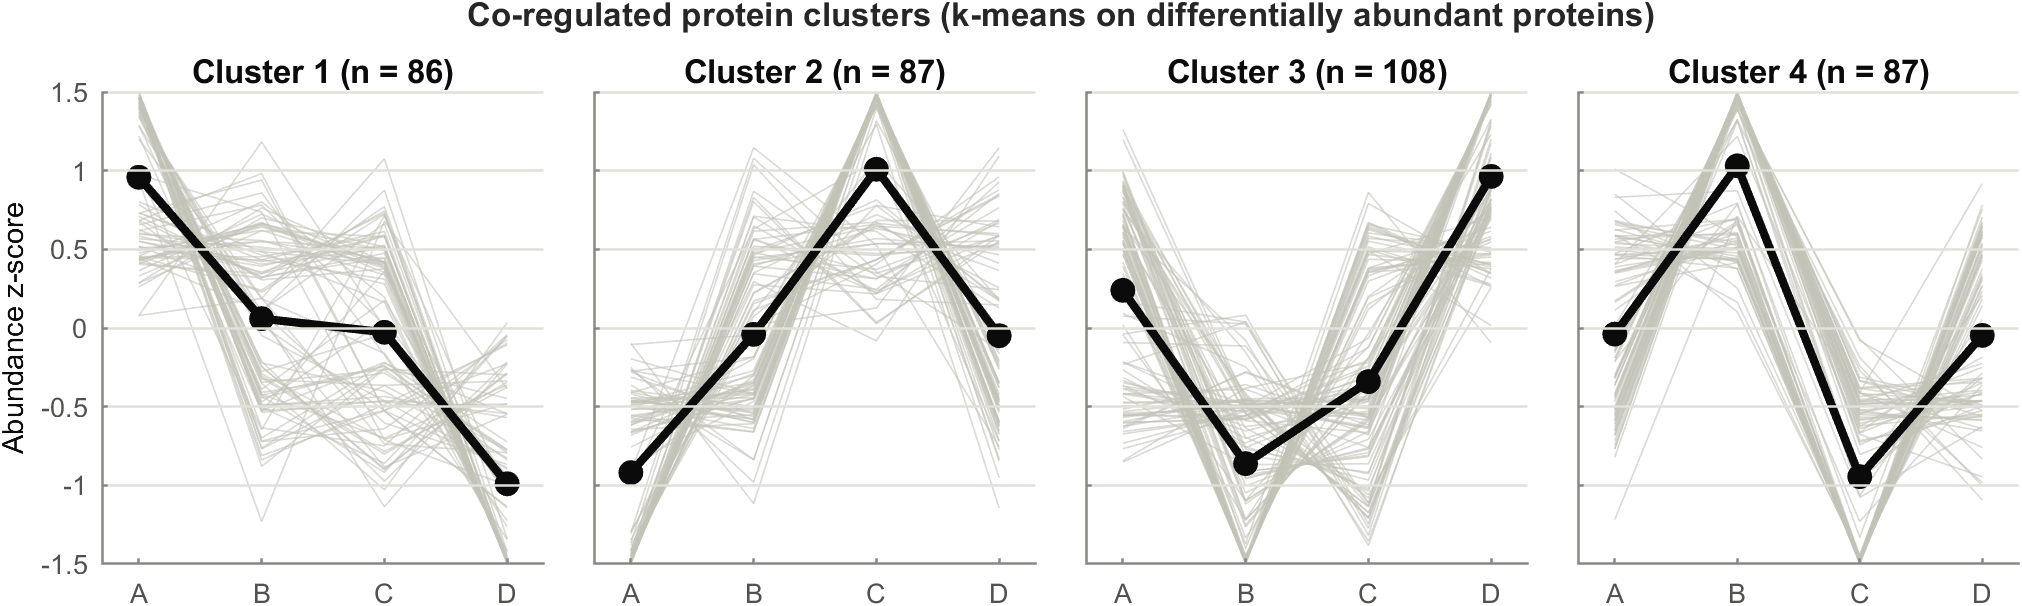 Co-regulated protein clusters (k-means on differentially abundant proteins)
Cluster 1 (n = 86)
Cluster 2 (n = 87)
Cluster 3 (n = 108)
Cluster 4 (n = 87)
Abundance z-score
1.5
1
0.5
0
-0.5
-1
-1.5
A B C D
A B C D
A B C D
A B C D